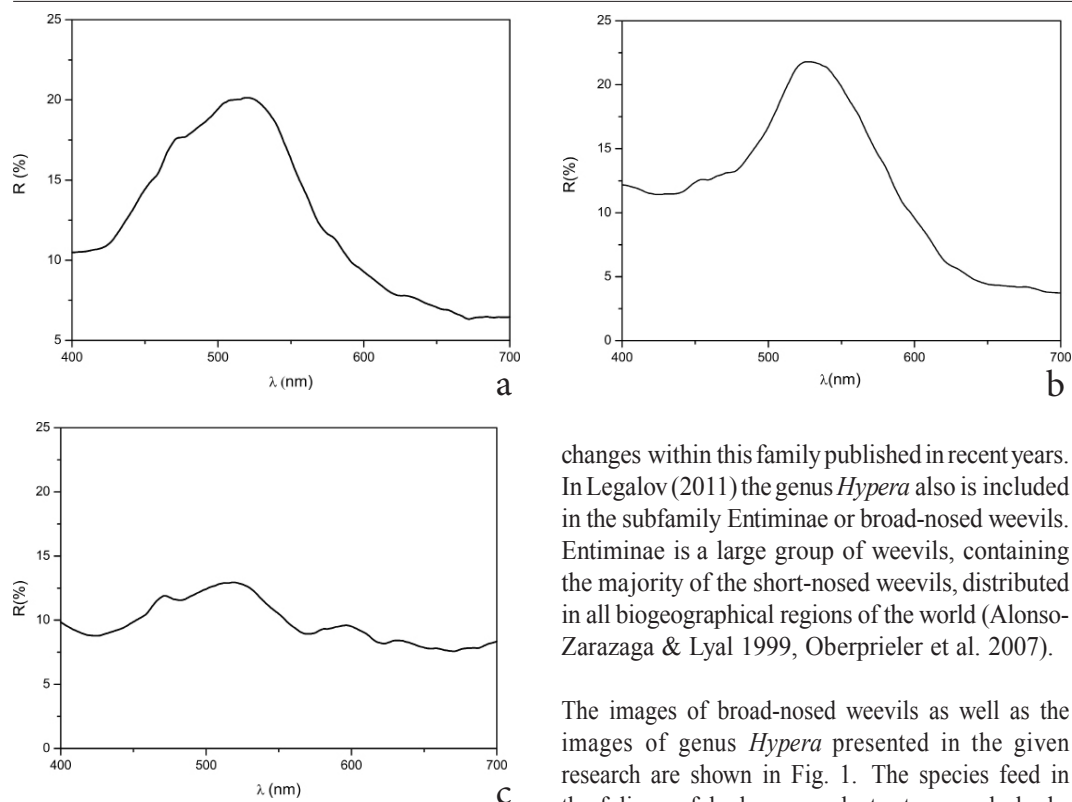 25
20
15
10
5
R (%)
400
500
600
700
λ (nm)
a
25
20
15
10
5
0
R(%)
400
500
600
700
λ(nm)
b
25
20
15
10
5
0
R(%)
400
500
600
700
λ (nm)
c
changes within this family published in recent years.
In Legalov (2011) the genus Hypera also is included
in the subfamily Entiminae or broad-nosed weevils.
Entiminae is a large group of weevils, containing
the majority of the short-nosed weevils, distributed
in all biogeographical regions of the world (Alonso-
Zarazaga & Lyal 1999, Oberprieler et al. 2007).
The images of broad-nosed weevils as well as the
images of genus Hypera presented in the given
research are shown in Fig. 1. The species feed in